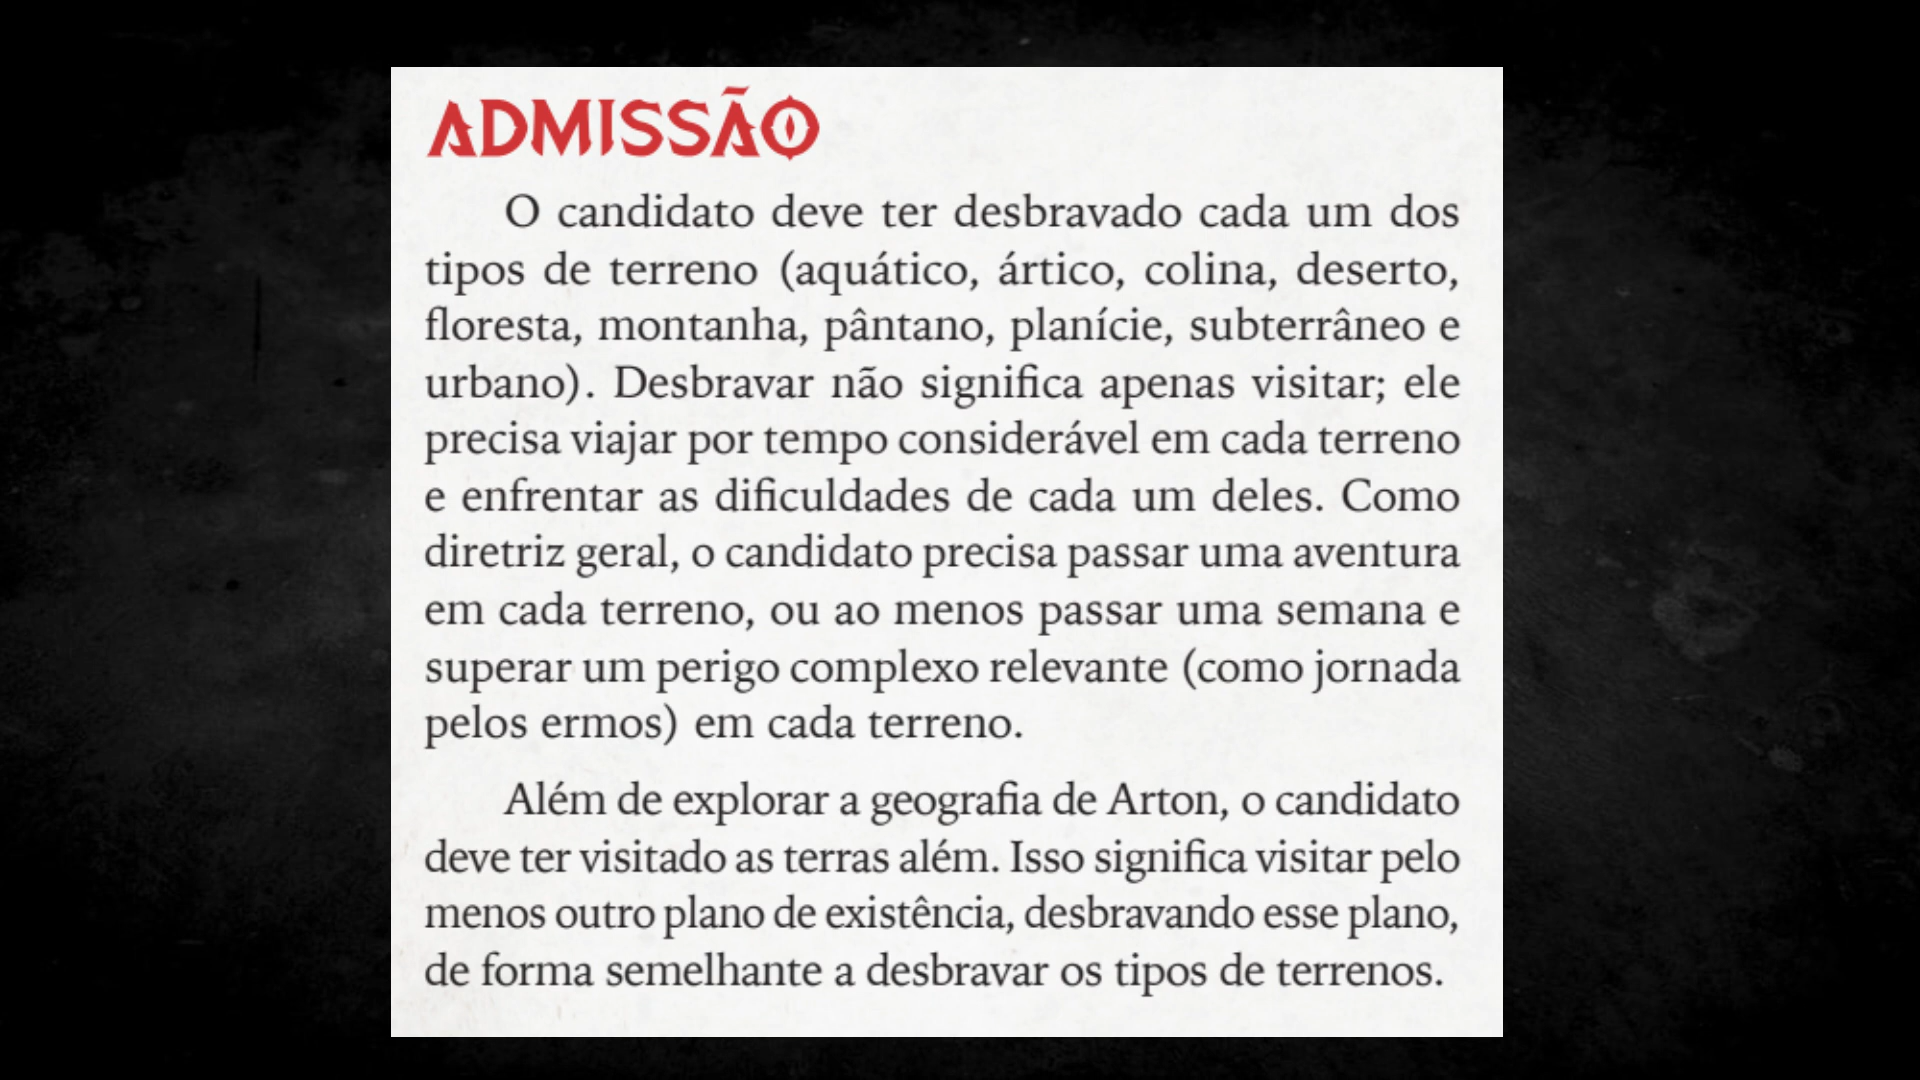 ADMISSÃO
O candidato deve ter desbravado cada um dos
tipos de terreno (aquático, ártico, colina, deserto,
floresta, montanha, pântano, planície, subterrâneo e
urbano). Desbravar não significa apenas visitar; ele
precisa viajar por tempo considerável em cada terreno
e enfrentar as dificuldades de cada um deles. Como
diretriz geral, o candidato precisa passar uma aventura
em cada terreno, ou ao menos passar uma semana e
superar um perigo complexo relevante (como jornada
pelos ermos) em cada terreno.
Além de explorar a geografia de Arton, o candidato
deve ter visitado as terras além. Isso significa visitar pelo
menos outro plano de existência, desbravando esse plano,
de forma semelhante a desbravar os tipos de terrenos.